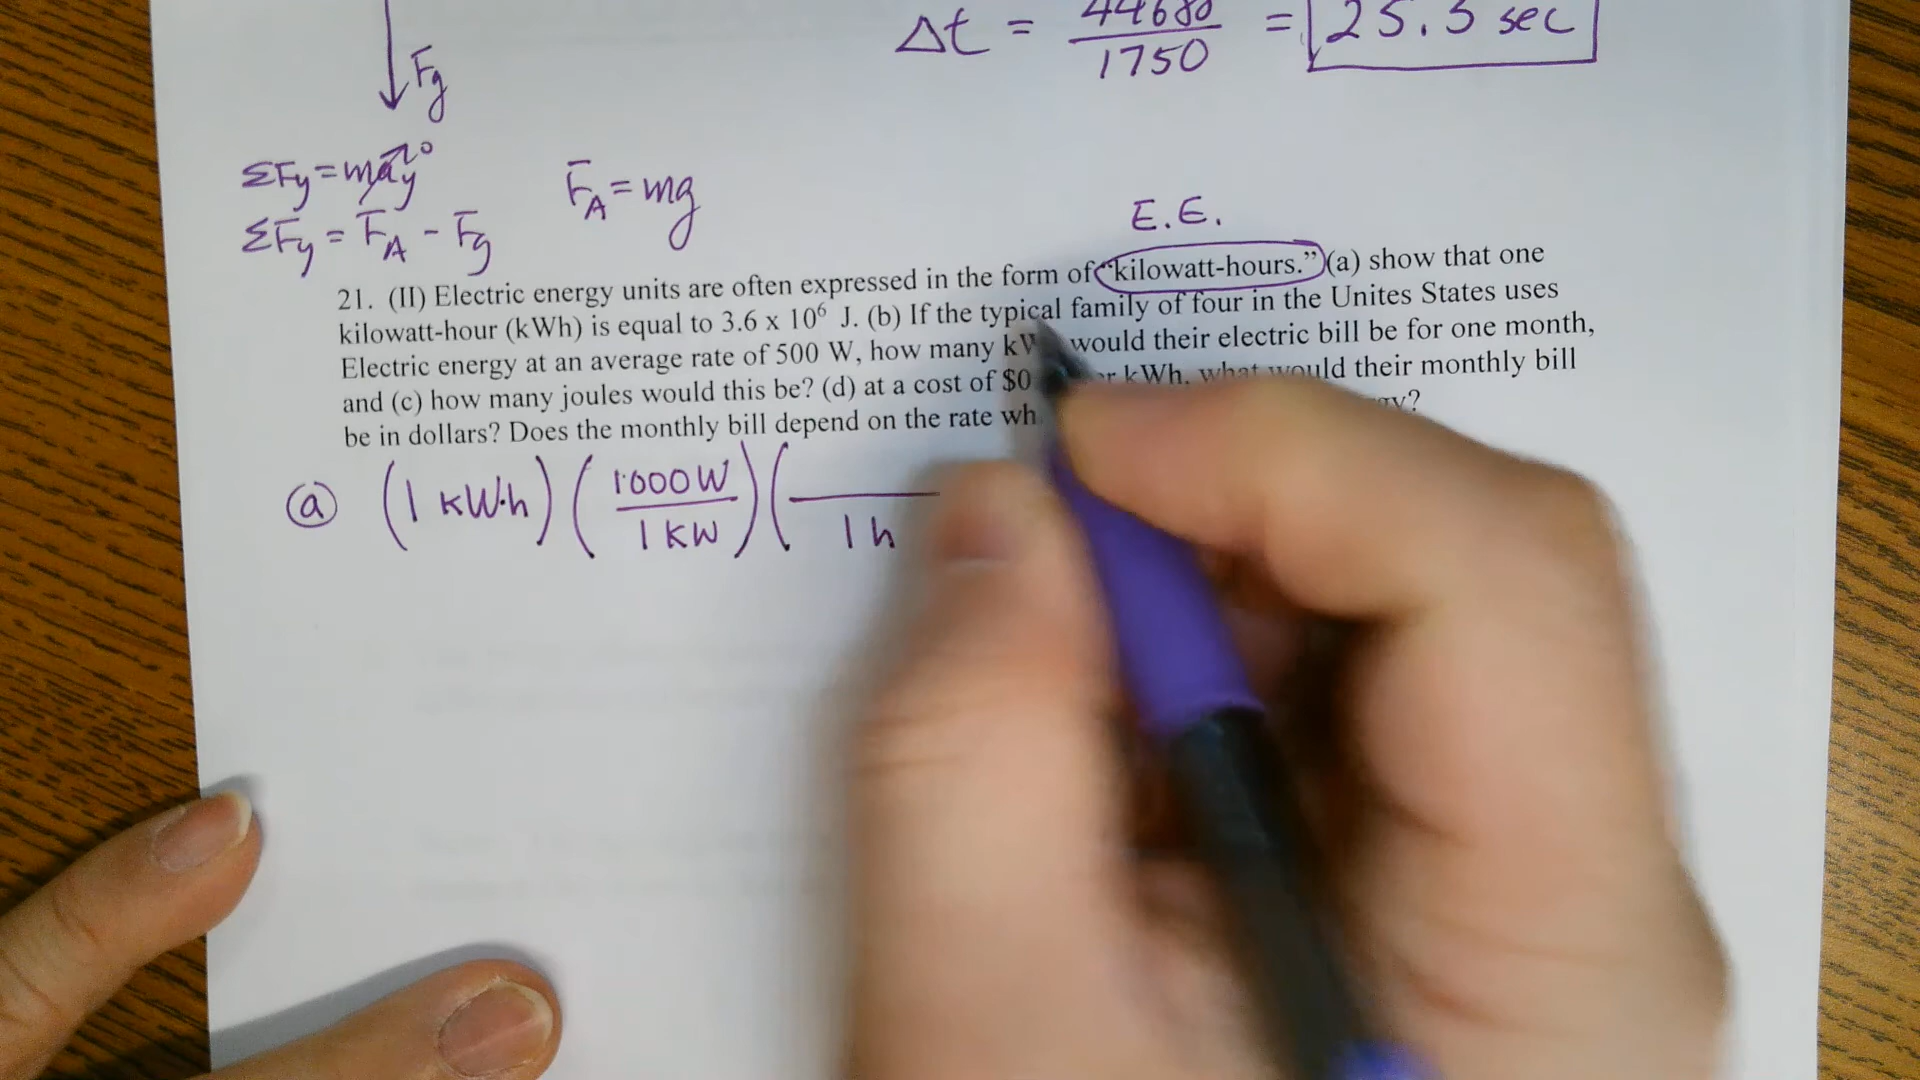 Δt = 44680 / 1750 = 25.5 sec
Fg
ΣFy = may 0
FA = mg
ΣFy = FA - Fg
E.E.
21. (II) Electric energy units are often expressed in the form of “kilowatt-hours.” (a) show that one
kilowatt-hour (kWh) is equal to 3.6 x 10⁶ J. (b) If the typical family of four in the Unites States uses
Electric energy at an average rate of 500 W, how many would their electric bill be for one month,
and (c) how many joules would this be? (d) at a cost of $0 kWh, what would their monthly bill
be in dollars? Does the monthly bill depend on the rate
(a) (1 kW·h) (1000W / 1 kW) ( / 1 h